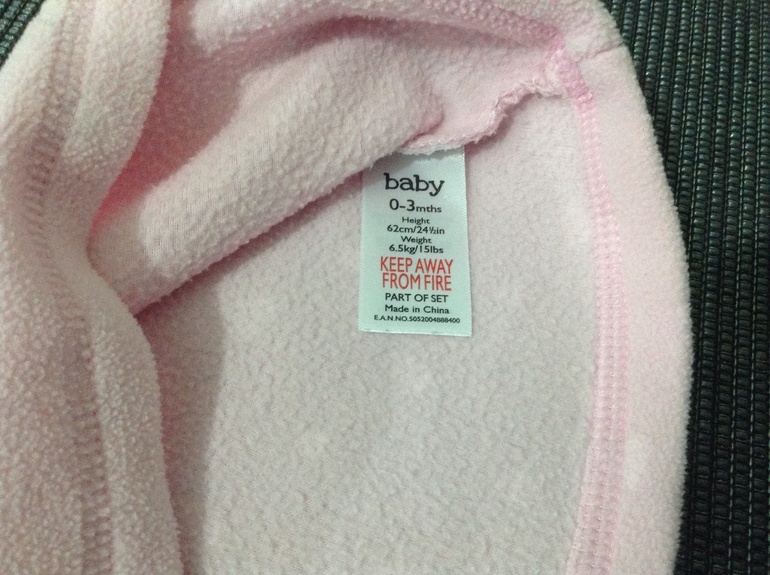 baby
0-3mths
Height
62cm/24½in
Weight
6.5kg/15lbs
KEEP AWAY
FROM FIRE
PART OF SET
Made in China
E.A.N.NO.5052004888400